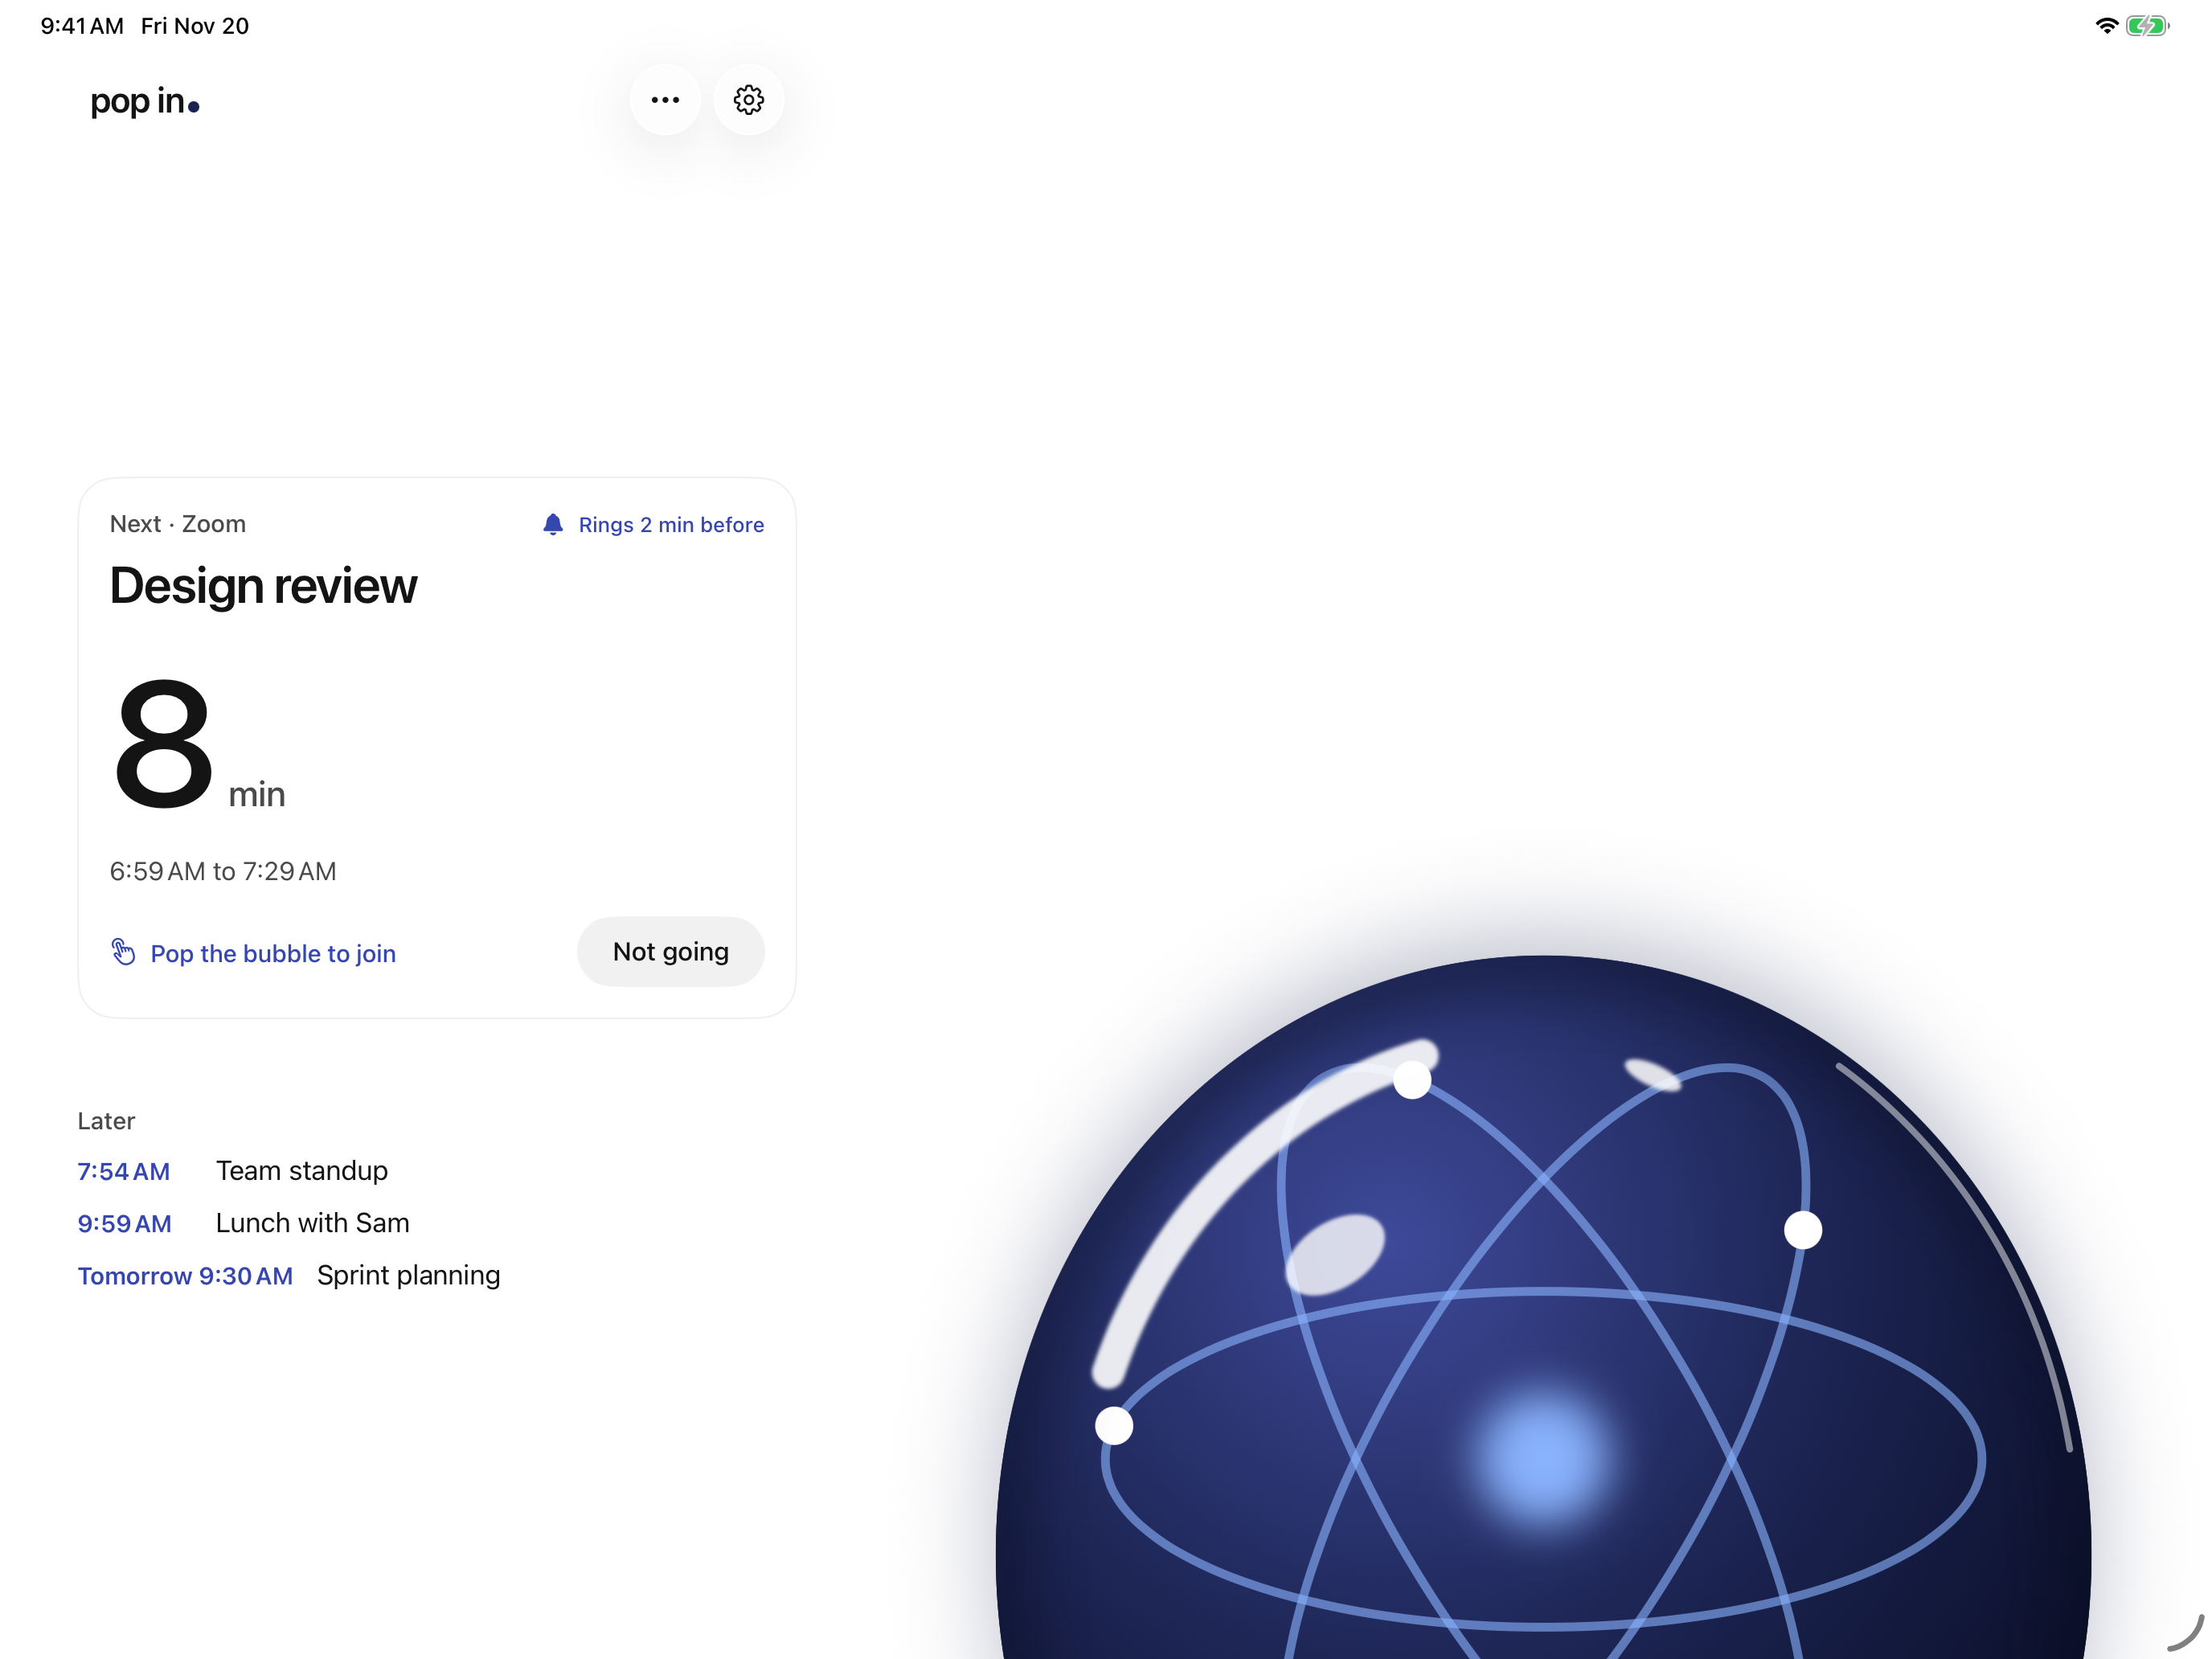 9:41 AM Fri Nov 20
pop in.
Next · Zoom
Rings 2 min before
Design review
8 min
6:59 AM to 7:29 AM
Pop the bubble to join
Not going
Later
7:54 AM Team standup
9:59 AM Lunch with Sam
Tomorrow 9:30 AM Sprint planning